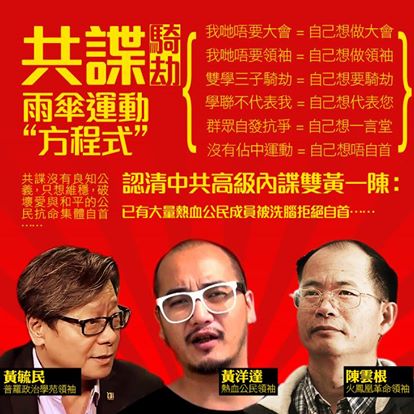 共諜騎劫
雨傘運動
“方程式”
我哋唔要大會 = 自己想做大會
我哋唔要領袖 = 自己想做領袖
雙學三子騎劫 = 自己想要騎劫
學聯不代表我 = 自己想代表您
群眾自發抗爭 = 自己想一言堂
沒有佔中運動 = 自己想唔自首
共諜沒有良知公
義，只想維穩，破
壞愛與和平的公
民抗命集體自首
……
認清中共高級內諜雙黃一陳：
已有大量熱血公民成員被洗腦拒絕自首……
黃毓民
普羅政治學苑領袖
黃洋達
熱血公民領袖
陳雲根
火鳳凰革命領袖